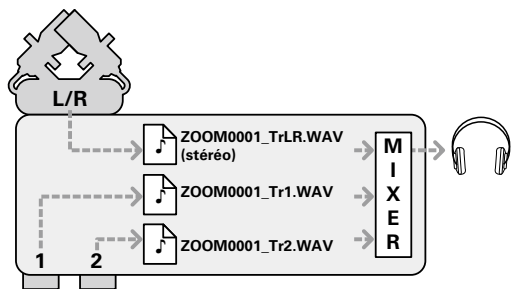 L/R
ZOOM0001_TrLR.WAV
(stéréo)
ZOOM0001_Tr1.WAV
ZOOM0001_Tr2.WAV
1
2
M
I
X
E
R